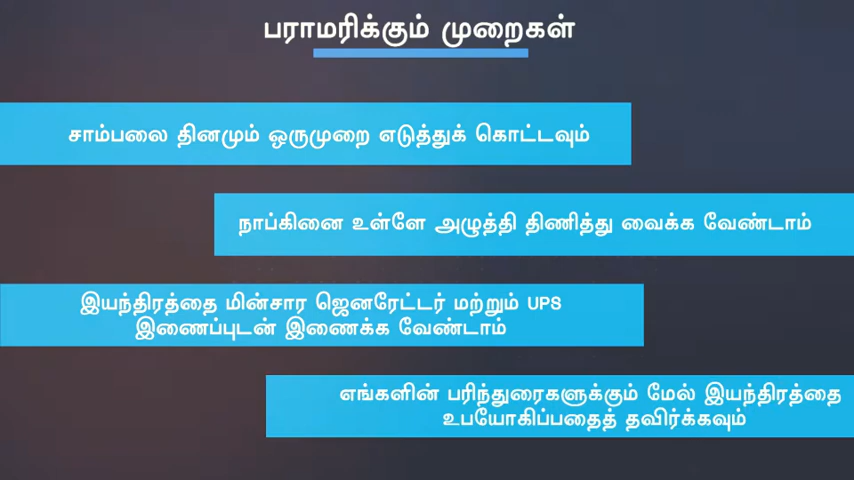 பராமரிக்கும் முறைகள்
சாம்பலை தினமும் ஒருமுறை எடுத்துக் கொட்டவும்
நாப்கினை உள்ளே அழுத்தி திணித்து வைக்க வேண்டாம்
இயந்திரத்தை மின்சார ஜெனரேட்டர் மற்றும் UPS
இணைப்புடன் இணைக்க வேண்டாம்
எங்களின் பரிந்துரைகளுக்கும் மேல் இயந்திரத்தை
உபயோகிப்பதைத் தவிர்க்கவும்